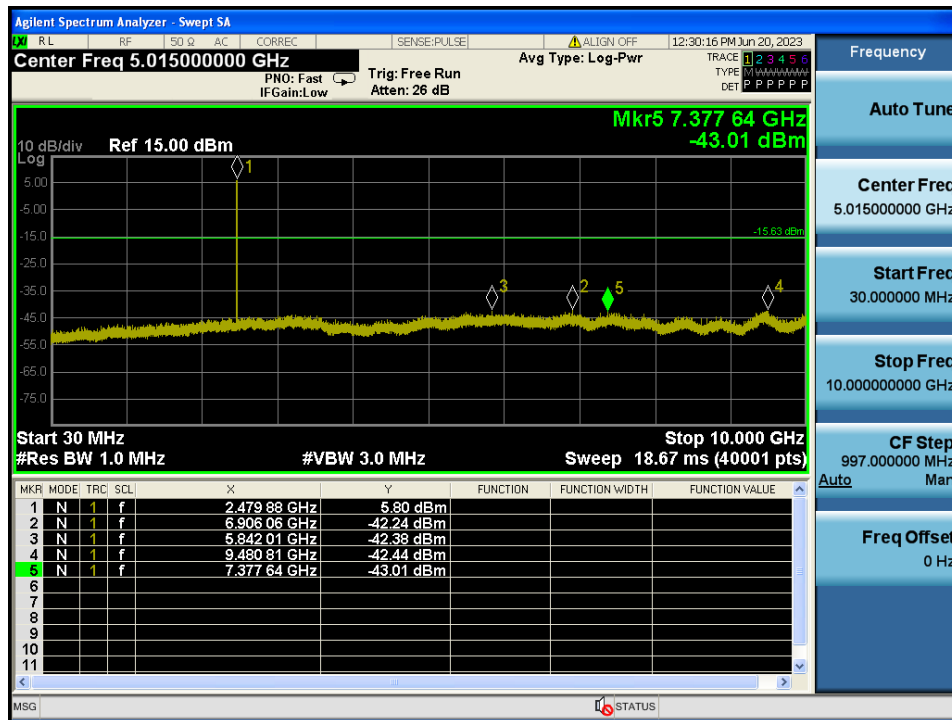 Agilent Spectrum Analyzer - Swept SA
LXI RL RF 50 Ω AC CORREC SENSE:PULSE ALIGN OFF 12:30:16 PM Jun 20, 2023
Center Freq 5.015000000 GHz
PNO: Fast
IFGain:Low
Trig: Free Run
Atten: 26 dB
Avg Type: Log-Pwr
TRACE 1 2 3 4 5 6
TYPE M
DET P P P P P P
Mkr5 7.377 64 GHz
-43.01 dBm
10 dB/div Ref 15.00 dBm
Log
1
5.00
-5.00
-15.0
-15.63 dBm
-25.0
-35.0
3
2
5
4
-45.0
-55.0
-65.0
-75.0
Start 30 MHz Stop 10.000 GHz
#Res BW 1.0 MHz #VBW 3.0 MHz Sweep 18.67 ms (40001 pts)
MKR MODE TRC SCL X Y FUNCTION FUNCTION WIDTH FUNCTION VALUE
1 N 1 f 2.479 88 GHz 5.80 dBm
2 N 1 f 6.906 06 GHz -42.24 dBm
3 N 1 f 5.842 01 GHz -42.38 dBm
4 N 1 f 9.480 81 GHz -42.44 dBm
5 N 1 f 7.377 64 GHz -43.01 dBm
6
7
8
9
10
11
MSG STATUS
Frequency
Auto Tune
Center Freq
5.015000000 GHz
Start Freq
30.000000 MHz
Stop Freq
10.000000000 GHz
CF Step
997.000000 MHz
Auto Man
Freq Offset
0 Hz